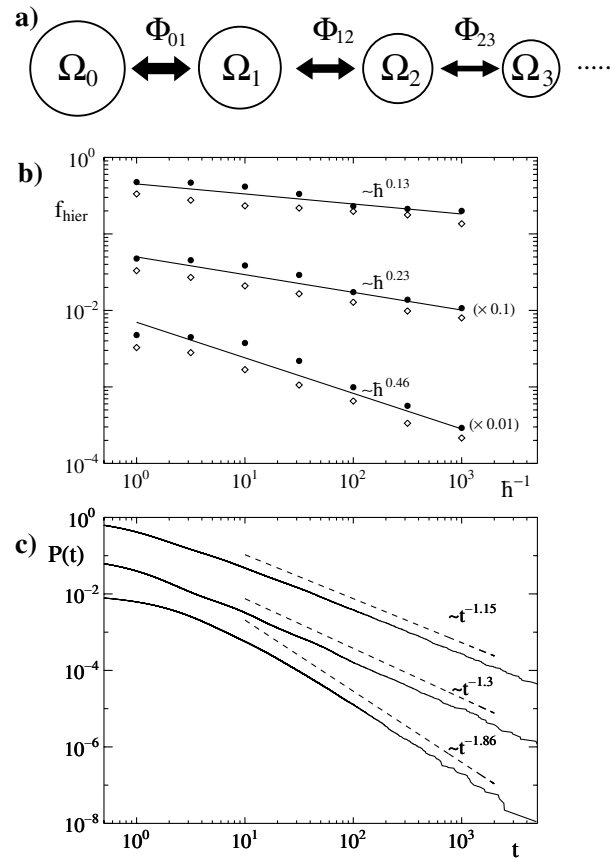 a)
Φ01 Φ12 Φ23
Ω0 Ω1 Ω2 Ω3 .....
b)
10^0
f_hier
~ħ^0.13
~ħ^0.23
10^-2
(× 0.1)
~ħ^0.46
(× 0.01)
10^-4
10^0 10^1 10^2 10^3 ħ^-1
c)
10^0
P(t)
10^-2
~t^-1.15
10^-4
~t^-1.3
10^-6
~t^-1.86
10^-8
10^0 10^1 10^2 10^3 t